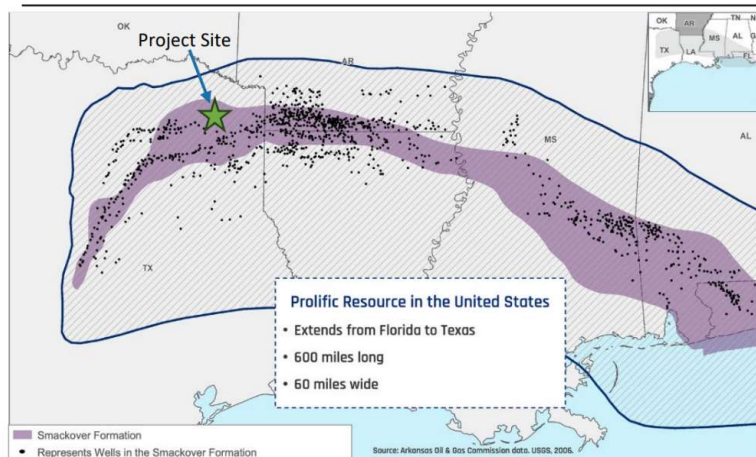 OK
Project Site
AR
MS
AL
TX
OK
AR
TN
MS
AL
TX
LA
FL
Prolific Resource in the United States
• Extends from Florida to Texas
• 600 miles long
• 60 miles wide
Smackover Formation
• Represents Wells in the Smackover Formation
Source: Arkansas Oil & Gas Commission data. USGS, 2006.